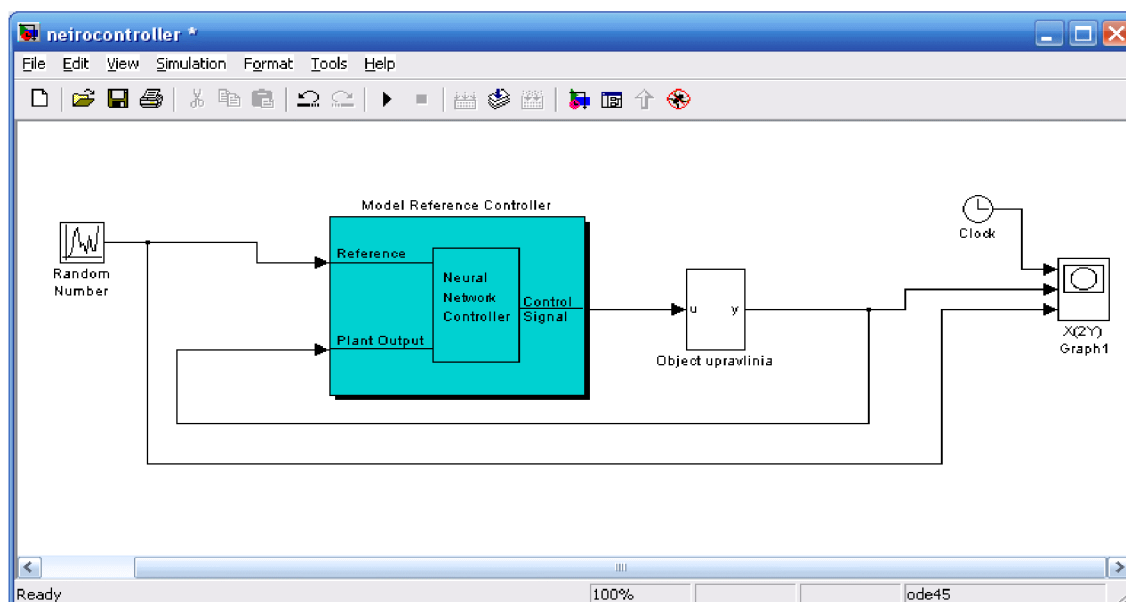 neirocontroller *
File Edit View Simulation Format Tools Help
Model Reference Controller
Random
Number
Reference
Plant Output
Neural
Network
Controller
Control
Signal
u y
Object upravlinia
Clock
X(2Y)
Graph1
Ready 100% ode45